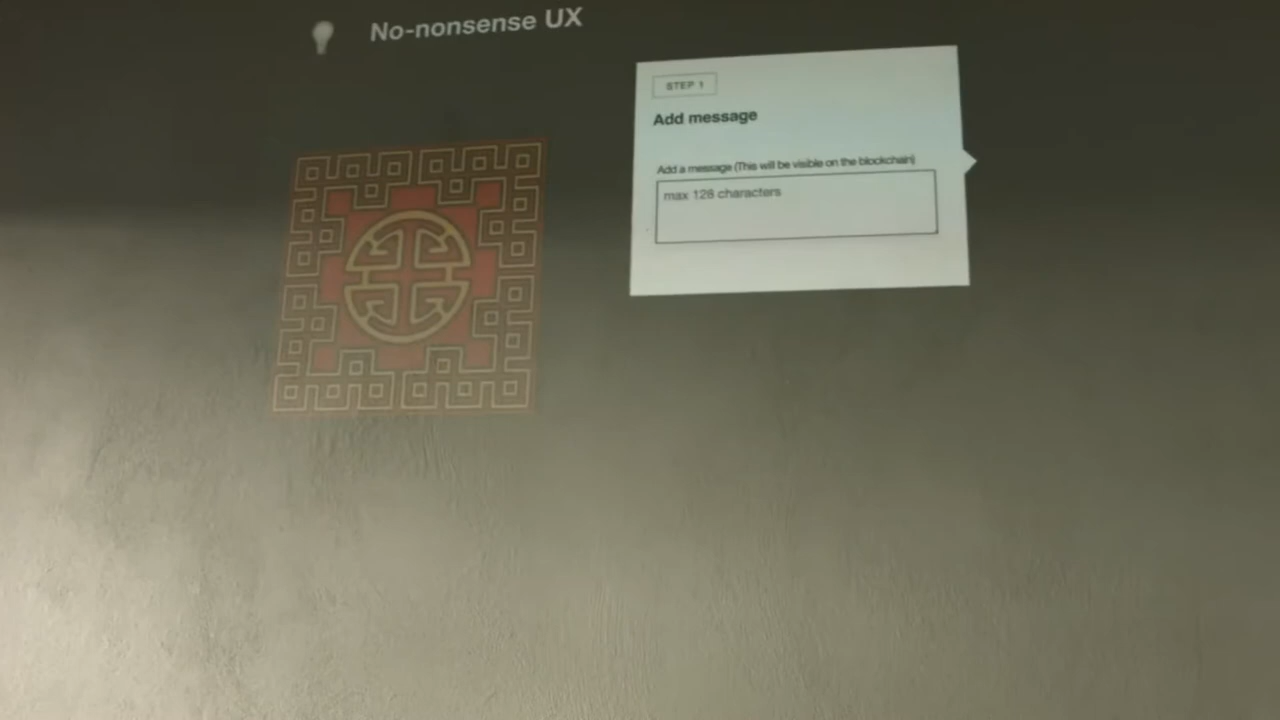 No-nonsense UX
STEP 1
Add message
Add a message (This will be visible on the blockchain)
max 128 characters